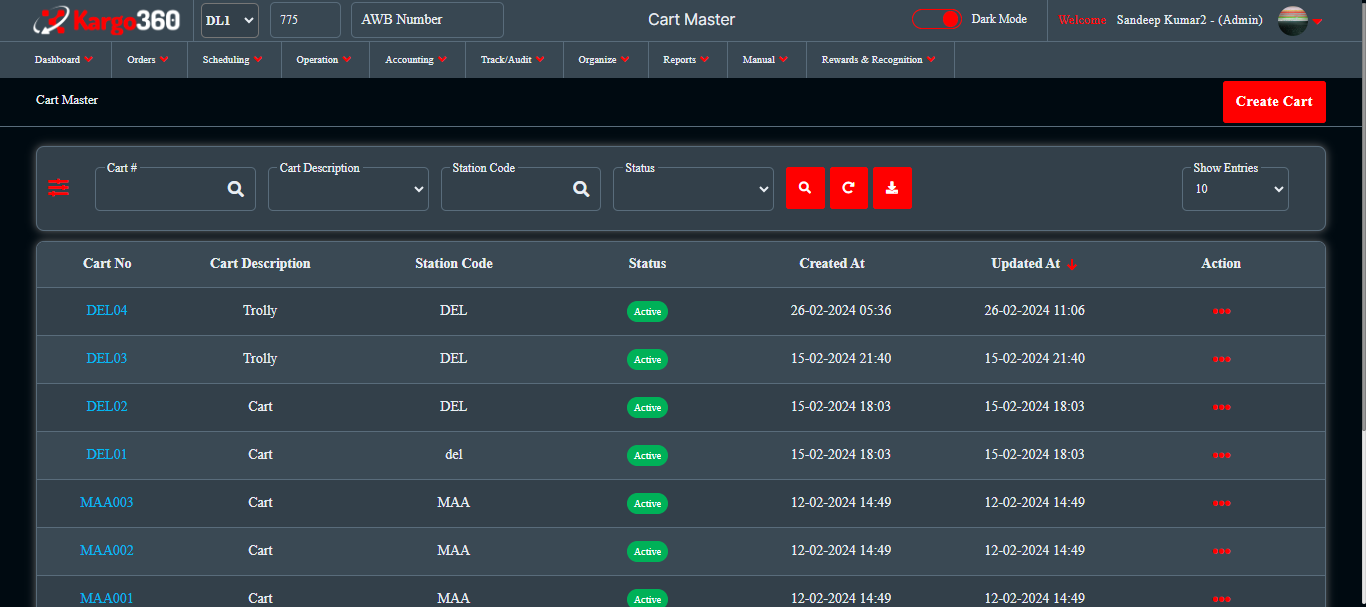 Kargo360 DL1 775 AWB Number Cart Master Dark Mode Welcome Sandeep Kumar2 - (Admin)
Dashboard Orders Scheduling Operation Accounting Track/Audit Organize Reports Manual Rewards & Recognition
Cart Master Create Cart
Cart # Cart Description Station Code Status Show Entries
10
Cart No Cart Description Station Code Status Created At Updated At Action
DEL04 Trolly DEL Active 26-02-2024 05:36 26-02-2024 11:06
DEL03 Trolly DEL Active 15-02-2024 21:40 15-02-2024 21:40
DEL02 Cart DEL Active 15-02-2024 18:03 15-02-2024 18:03
DEL01 Cart del Active 15-02-2024 18:03 15-02-2024 18:03
MAA003 Cart MAA Active 12-02-2024 14:49 12-02-2024 14:49
MAA002 Cart MAA Active 12-02-2024 14:49 12-02-2024 14:49
MAA001 Cart MAA Active 12-02-2024 14:49 12-02-2024 14:49